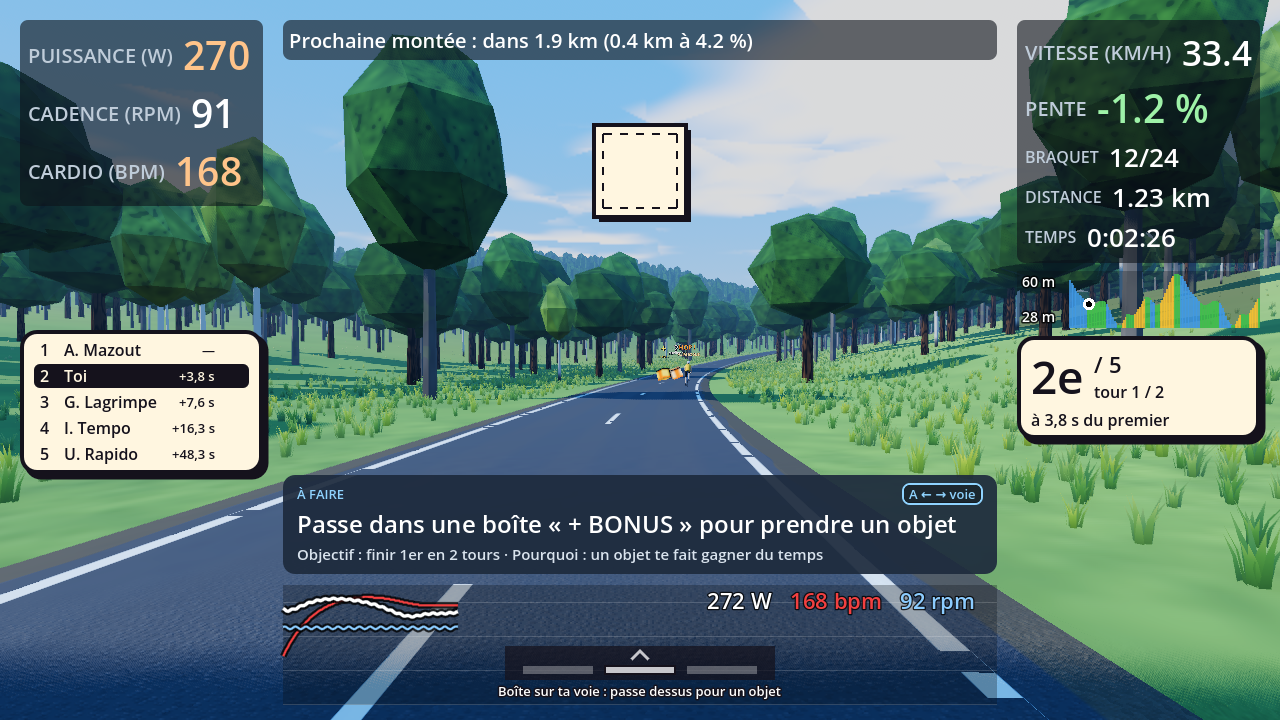 PUISSANCE (W) 270
CADENCE (RPM) 91
CARDIO (BPM) 168
Prochaine montée : dans 1.9 km (0.4 km à 4.2 %)
VITESSE (KM/H) 33.4
PENTE -1.2 %
BRAQUET 12/24
DISTANCE 1.23 km
TEMPS 0:02:26
60 m
28 m
1 A. Mazout —
2 Toi +3,8 s
3 G. Lagrimpe +7,6 s
4 I. Tempo +16,3 s
5 U. Rapido +48,3 s
2e / 5
tour 1 / 2
à 3,8 s du premier
À FAIRE
A ← → voie
Passe dans une boîte « + BONUS » pour prendre un objet
Objectif : finir 1er en 2 tours · Pourquoi : un objet te fait gagner du temps
272 W 168 bpm 92 rpm
Boîte sur ta voie : passe dessus pour un objet